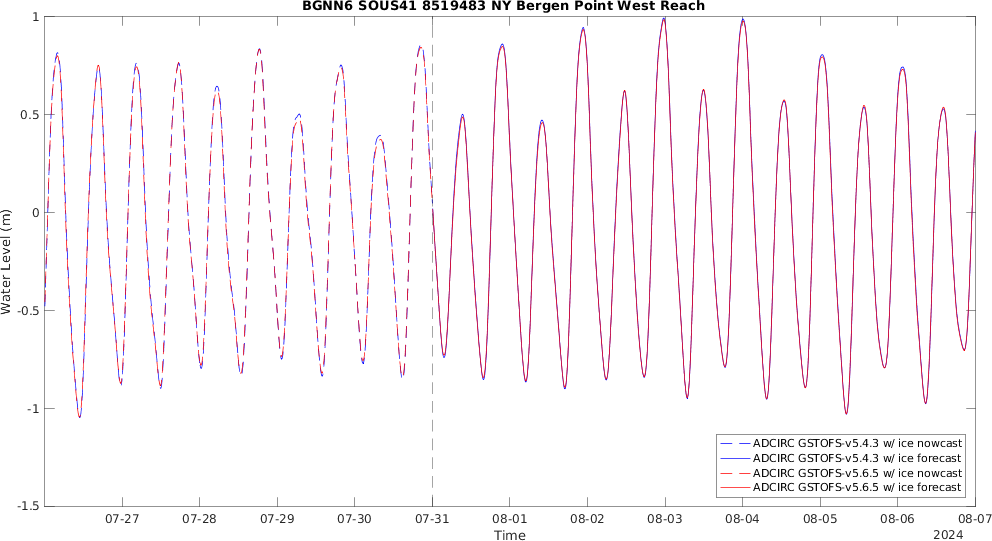 BGNN6 SOUS41 8519483 NY Bergen Point West Reach
1
0.5
0
-0.5
-1
-1.5
Water Level (m)
07-27 07-28 07-29 07-30 07-31 08-01 08-02 08-03 08-04 08-05 08-06 08-07
Time
2024
ADCIRC GSTOFS-v5.4.3 w/ ice nowcast
ADCIRC GSTOFS-v5.4.3 w/ ice forecast
ADCIRC GSTOFS-v5.6.5 w/ ice nowcast
ADCIRC GSTOFS-v5.6.5 w/ ice forecast